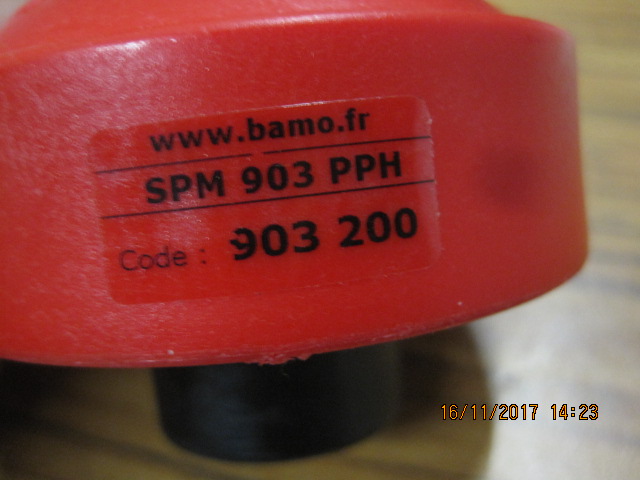 www.bamo.fr
SPM 903 PPH
Code : 903 200
16/11/2017 14:23